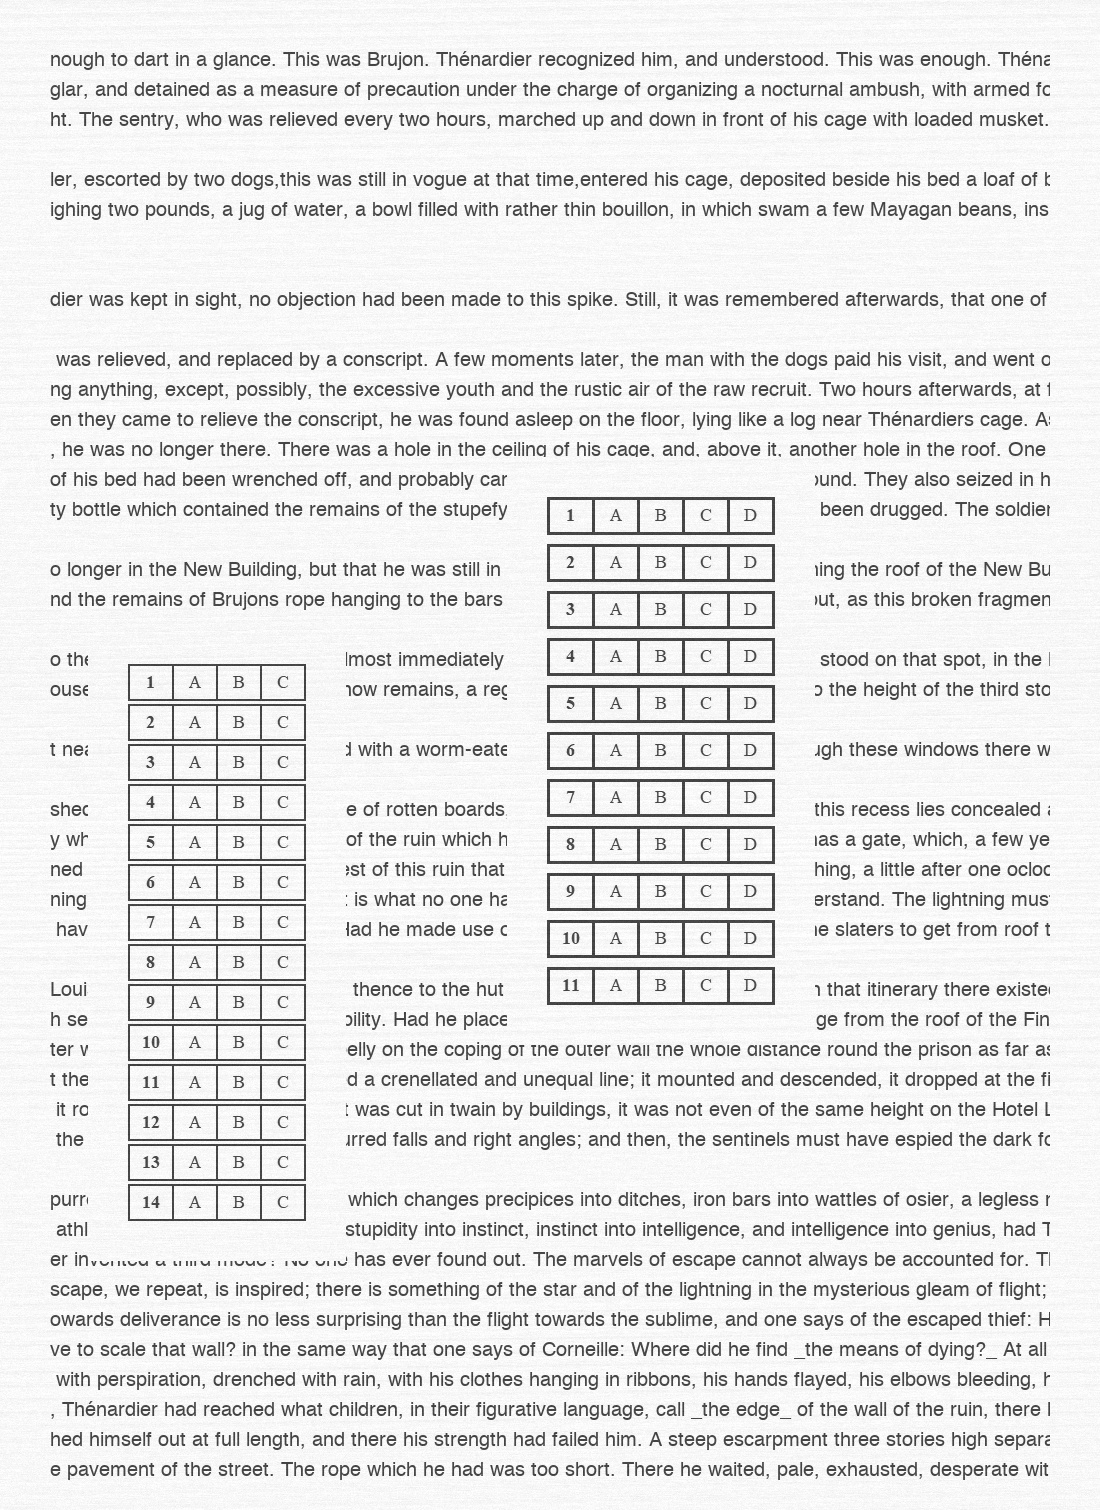 nough to dart in a glance. This was Brujon. Thénardier recognized him, and understood. This was enough. Théna
glar, and detained as a measure of precaution under the charge of organizing a nocturnal ambush, with armed fo
ht. The sentry, who was relieved every two hours, marched up and down in front of his cage with loaded musket.
ler, escorted by two dogs,this was still in vogue at that time,entered his cage, deposited beside his bed a loaf of b
ighing two pounds, a jug of water, a bowl filled with rather thin bouillon, in which swam a few Mayagan beans, ins
dier was kept in sight, no objection had been made to this spike. Still, it was remembered afterwards, that one of
was relieved, and replaced by a conscript. A few moments later, the man with the dogs paid his visit, and went o
ng anything, except, possibly, the excessive youth and the rustic air of the raw recruit. Two hours afterwards, at
en they came to relieve the conscript, he was found asleep on the floor, lying like a log near Thénardiers cage. As
, he was no longer there. There was a hole in the ceiling of his cage, and, above it, another hole in the roof. One
of his bed had been wrenched off, and probably car ound. They also seized in h
ty bottle which contained the remains of the stupefy been drugged. The soldier
o longer in the New Building, but that he was still in ning the roof of the New Bu
nd the remains of Brujons rope hanging to the bars out, as this broken fragmen
o the lmost immediately stood on that spot, in the
ouse now remains, a reg o the height of the third sto
t nea d with a worm-eate ugh these windows there w
shed e of rotten boards. this recess lies concealed a
y wh of the ruin which h has a gate, which, a few ye
ned est of this ruin that hing, a little after one ocloc
ning t is what no one ha erstand. The lightning mus
hav Had he made use o he slaters to get from roof t
Loui thence to the hut n that itinerary there existe
h se bility. Had he place ge from the roof of the Fin
ter w elly on the coping of the outer wall the whole distance round the prison as far as
t the d a crenellated and unequal line; it mounted and descended, it dropped at the fi
it ro t was cut in twain by buildings, it was not even of the same height on the Hotel L
the urred falls and right angles; and then, the sentinels must have espied the dark fo
purr which changes precipices into ditches, iron bars into wattles of osier, a legless
athl stupidity into instinct, instinct into intelligence, and intelligence into genius, had T
er invented a third mode? No one has ever found out. The marvels of escape cannot always be accounted for. Th
scape, we repeat, is inspired; there is something of the star and of the lightning in the mysterious gleam of flight;
owards deliverance is no less surprising than the flight towards the sublime, and one says of the escaped thief: H
ve to scale that wall? in the same way that one says of Corneille: Where did he find _the means of dying?_ At all
with perspiration, drenched with rain, with his clothes hanging in ribbons, his hands flayed, his elbows bleeding, h
, Thénardier had reached what children, in their figurative language, call _the edge_ of the wall of the ruin, there
hed himself out at full length, and there his strength had failed him. A steep escarpment three stories high separa
e pavement of the street. The rope which he had was too short. There he waited, pale, exhausted, desperate wit
1 A B C D
2 A B C D
3 A B C D
4 A B C D
5 A B C D
6 A B C D
7 A B C D
8 A B C D
9 A B C D
10 A B C D
11 A B C D
1 A B C
2 A B C
3 A B C
4 A B C
5 A B C
6 A B C
7 A B C
8 A B C
9 A B C
10 A B C
11 A B C
12 A B C
13 A B C
14 A B C